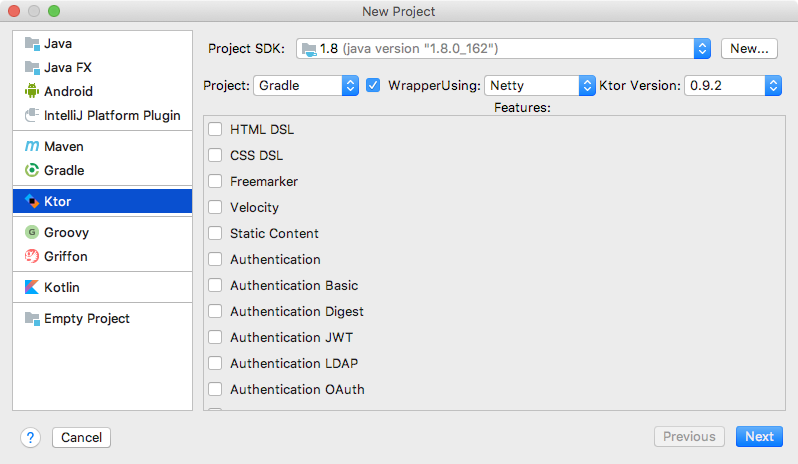 New Project
Java
Java FX
Android
IntelliJ Platform Plugin
Maven
Gradle
Ktor
Groovy
Griffon
Kotlin
Empty Project
Project SDK: 1.8 (java version "1.8.0_162") New...
Project: Gradle WrapperUsing: Netty Ktor Version: 0.9.2
Features:
HTML DSL
CSS DSL
Freemarker
Velocity
Static Content
Authentication
Authentication Basic
Authentication Digest
Authentication JWT
Authentication LDAP
Authentication OAuth
? Cancel Previous Next